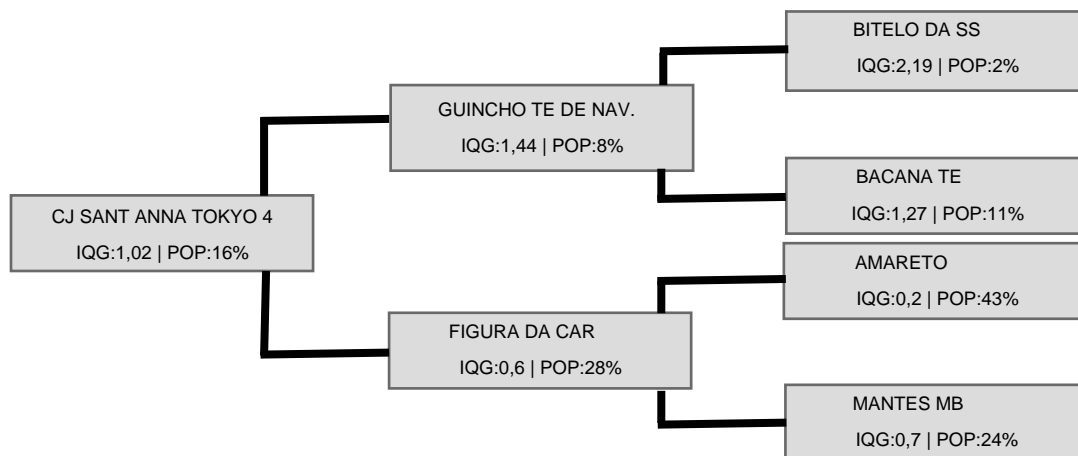 BITELO DA SS
IQG:2,19 | POP:2%
GUINCHO TE DE NAV.
IQG:1,44 | POP:8%
BACANA TE
IQG:1,27 | POP:11%
CJ SANT ANNA TOKYO 4
IQG:1,02 | POP:16%
AMARETO
IQG:0,2 | POP:43%
FIGURA DA CAR
IQG:0,6 | POP:28%
MANTES MB
IQG:0,7 | POP:24%